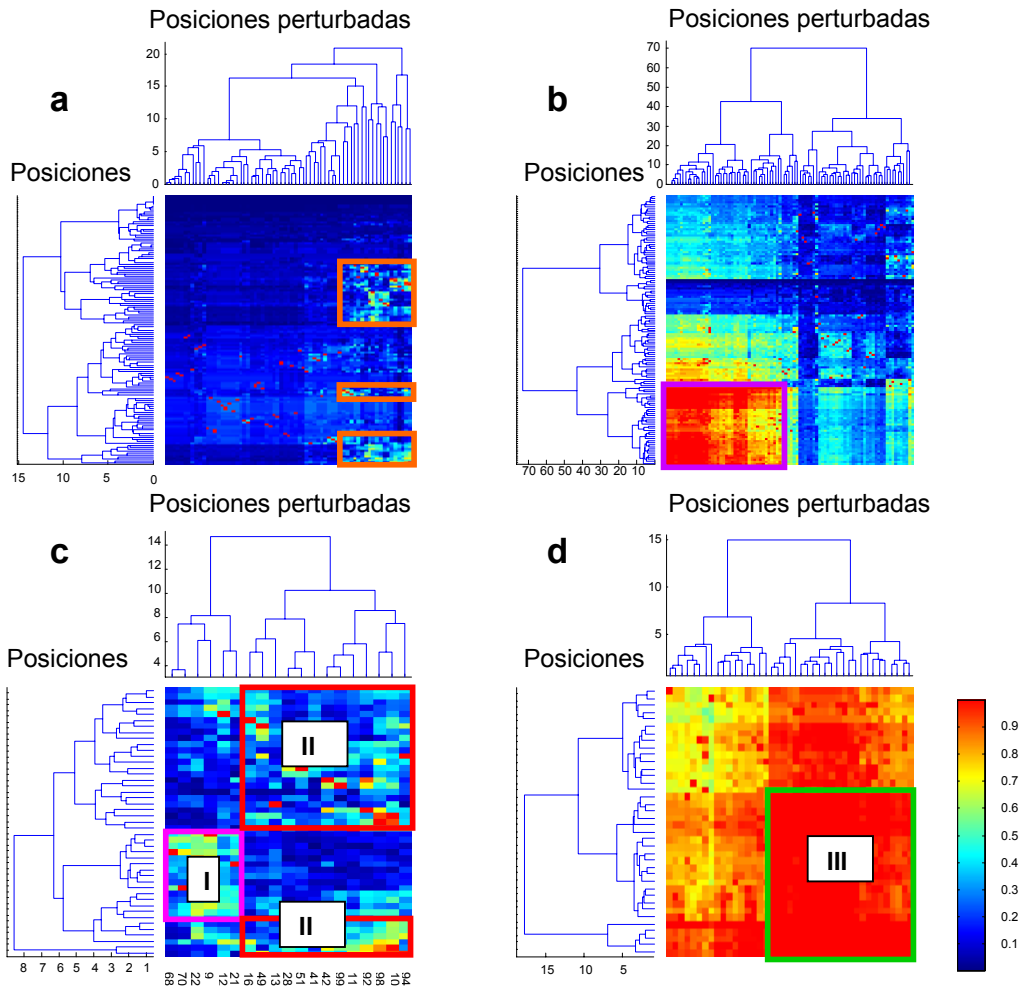 Posiciones perturbadas
Posiciones perturbadas
a
b
20
15
10
5
0
70
60
50
40
30
20
10
0
Posiciones
Posiciones
15 10 5 0
70 60 50 40 30 20 10
Posiciones perturbadas
Posiciones perturbadas
c
d
14
12
10
8
6
4
15
10
5
Posiciones
Posiciones
II
I
II
III
0.9
0.8
0.7
0.6
0.5
0.4
0.3
0.2
0.1
8 7 6 5 4 3 2 1
15 10 5 1
68 70 22 9 12 21 16 49 13 28 51 41 42 99 11 92 98 10 94